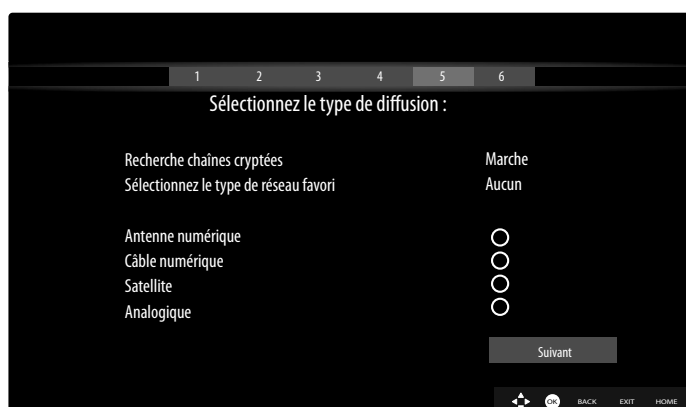 1 2 3 4 5 6
Sélectionnez le type de diffusion :
Recherche chaînes cryptées Marche
Sélectionnez le type de réseau favori Aucun
Antenne numérique
Câble numérique
Satellite
Analogique
Suivant
OK BACK EXIT HOME